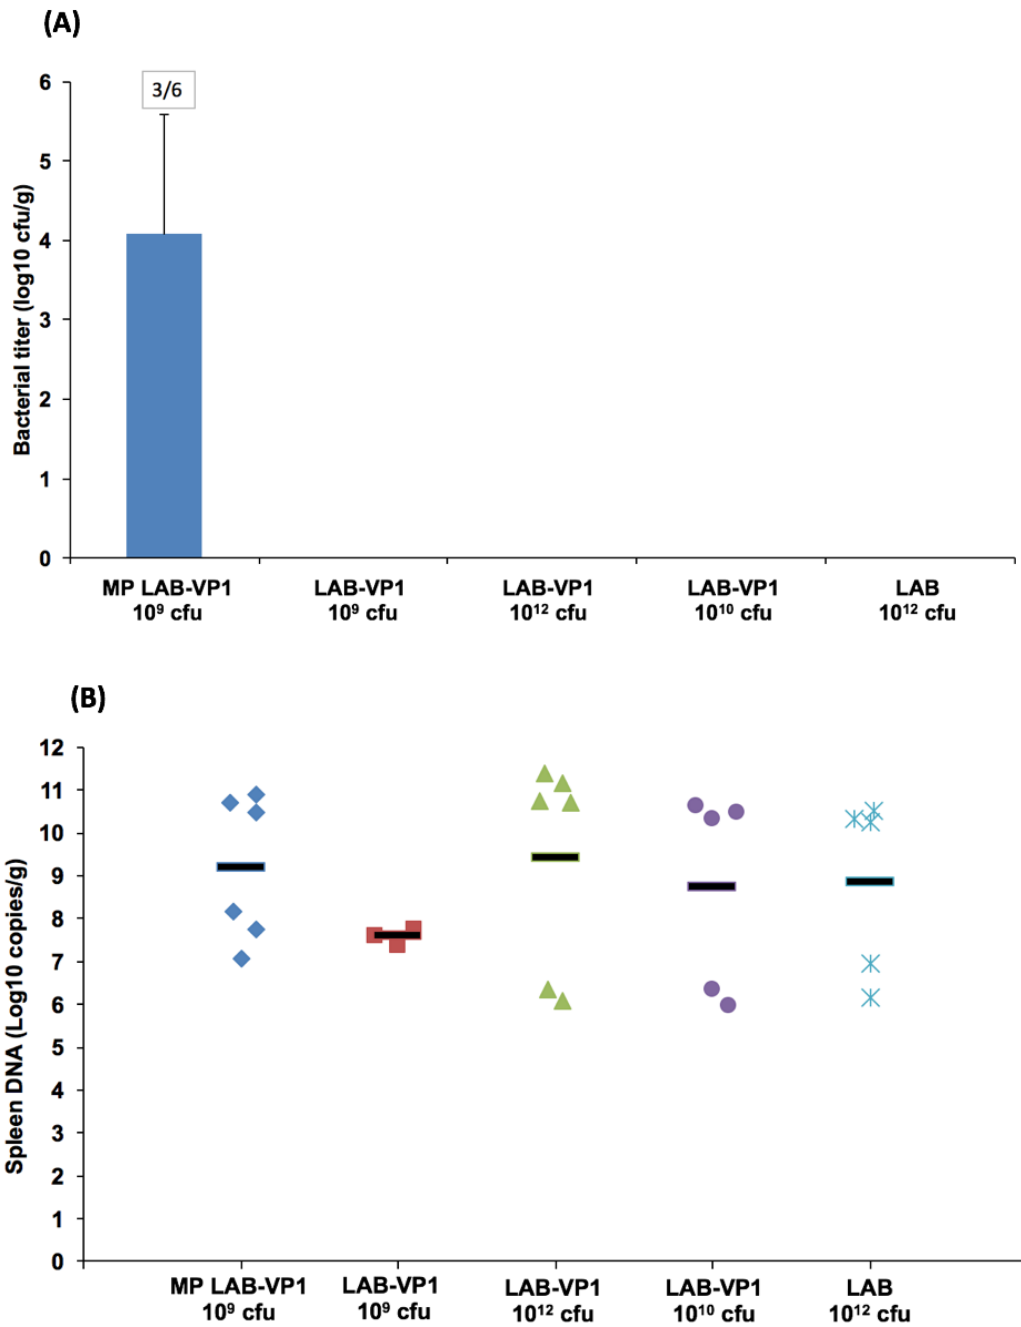 (A)
6
3/6
5
4
3
2
1
0
Bacterial titer (log10 cfu/g)
MP LAB-VP1
10⁹ cfu
LAB-VP1
10⁹ cfu
LAB-VP1
10¹² cfu
LAB-VP1
10¹⁰ cfu
LAB
10¹² cfu
(B)
12
11
10
9
8
7
6
5
4
3
2
1
0
Spleen DNA (Log10 copies/g)
MP LAB-VP1
10⁹ cfu
LAB-VP1
10⁹ cfu
LAB-VP1
10¹² cfu
LAB-VP1
10¹⁰ cfu
LAB
10¹² cfu